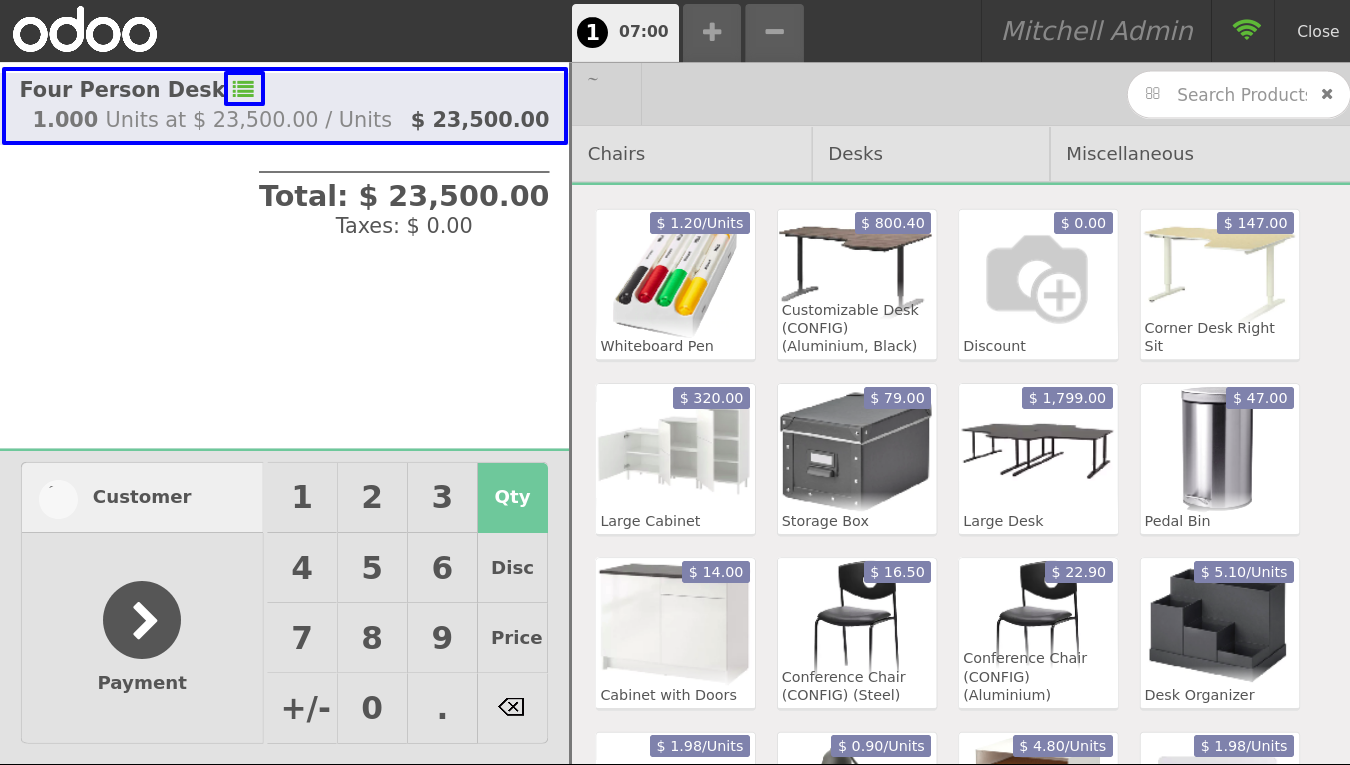 odoo
1 07:00
Mitchell Admin
Close
Four Person Desk
1.000 Units at $ 23,500.00 / Units $ 23,500.00
Total: $ 23,500.00
Taxes: $ 0.00
Customer
1 2 3 Qty
4 5 6 Disc
7 8 9 Price
+/- 0 .
Payment
~
Search Products
Chairs
Desks
Miscellaneous
$ 1.20/Units
Whiteboard Pen
$ 800.40
Customizable Desk
(CONFIG)
(Aluminium, Black)
$ 0.00
Discount
$ 147.00
Corner Desk Right
Sit
$ 320.00
Large Cabinet
$ 79.00
Storage Box
$ 1,799.00
Large Desk
$ 47.00
Pedal Bin
$ 14.00
Cabinet with Doors
$ 16.50
Conference Chair
(CONFIG) (Steel)
$ 22.90
Conference Chair
(CONFIG)
(Aluminium)
$ 5.10/Units
Desk Organizer
$ 1.98/Units
$ 0.90/Units
$ 4.80/Units
$ 1.98/Units